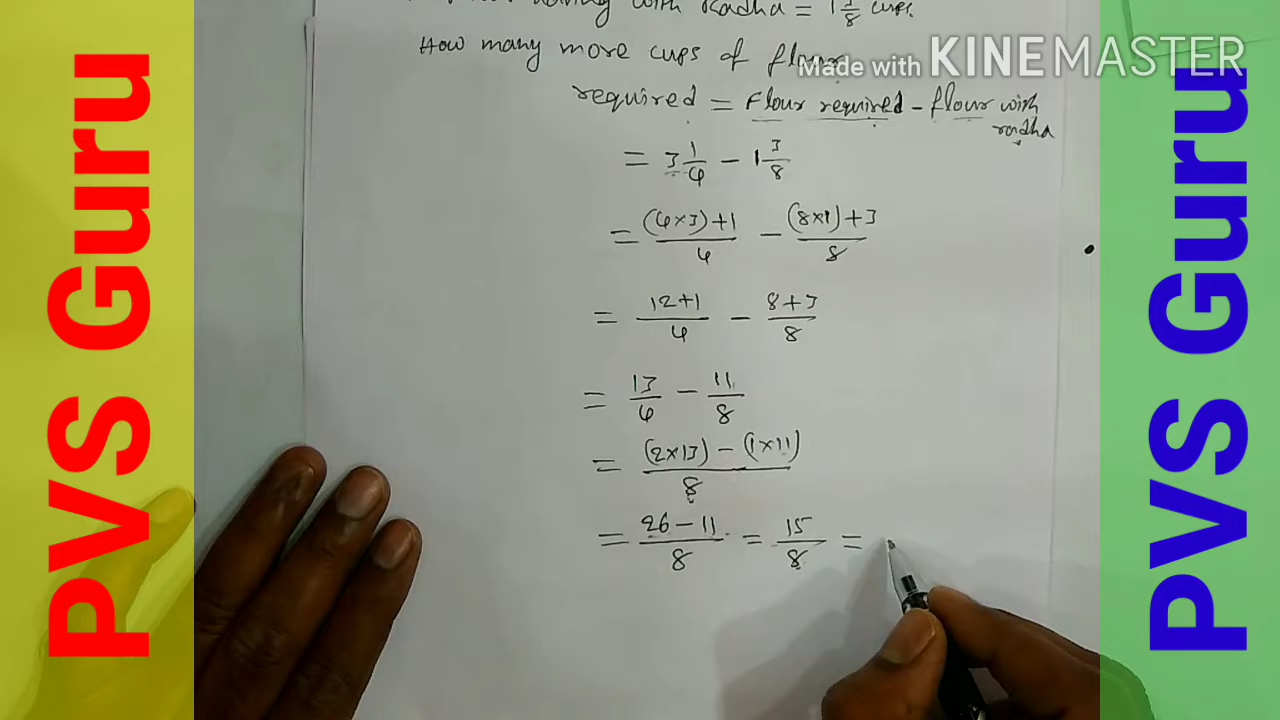 PVS Guru
having with Radha = 1 3/8 cups.
How many more cups of flour
Made with KINEMASTER
required = Flour required - flour with
radha
= 3 1/4 - 1 3/8
= (4×3)+1/4 - (8×1)+3/8
= 12+1/4 - 8+3/8
= 13/4 - 11/8
= (2×13) - (1×11)/8
= 26-11/8 = 15/8 =
PVS Guru